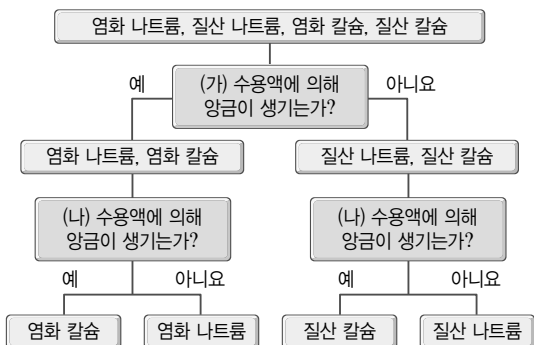 염화 나트륨, 질산 나트륨, 염화 칼슘, 질산 칼슘
예
(가) 수용액에 의해
앙금이 생기는가?
아니요
염화 나트륨, 염화 칼슘
질산 나트륨, 질산 칼슘
(나) 수용액에 의해
앙금이 생기는가?
(나) 수용액에 의해
앙금이 생기는가?
예
아니요
예
아니요
염화 칼슘
염화 나트륨
질산 칼슘
질산 나트륨